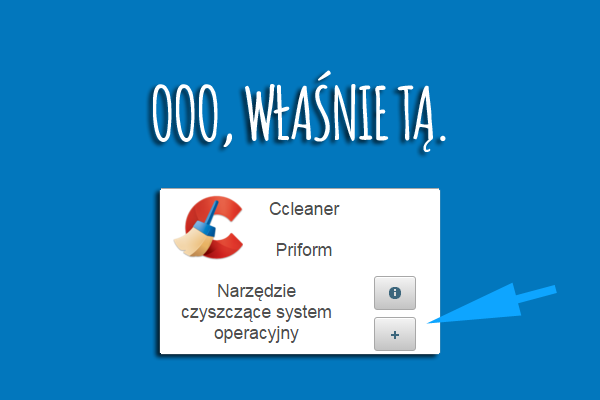 OOO, WŁAŚNIE TĄ.
Ccleaner
Priform
Narzędzie
czyszczące system
operacyjny